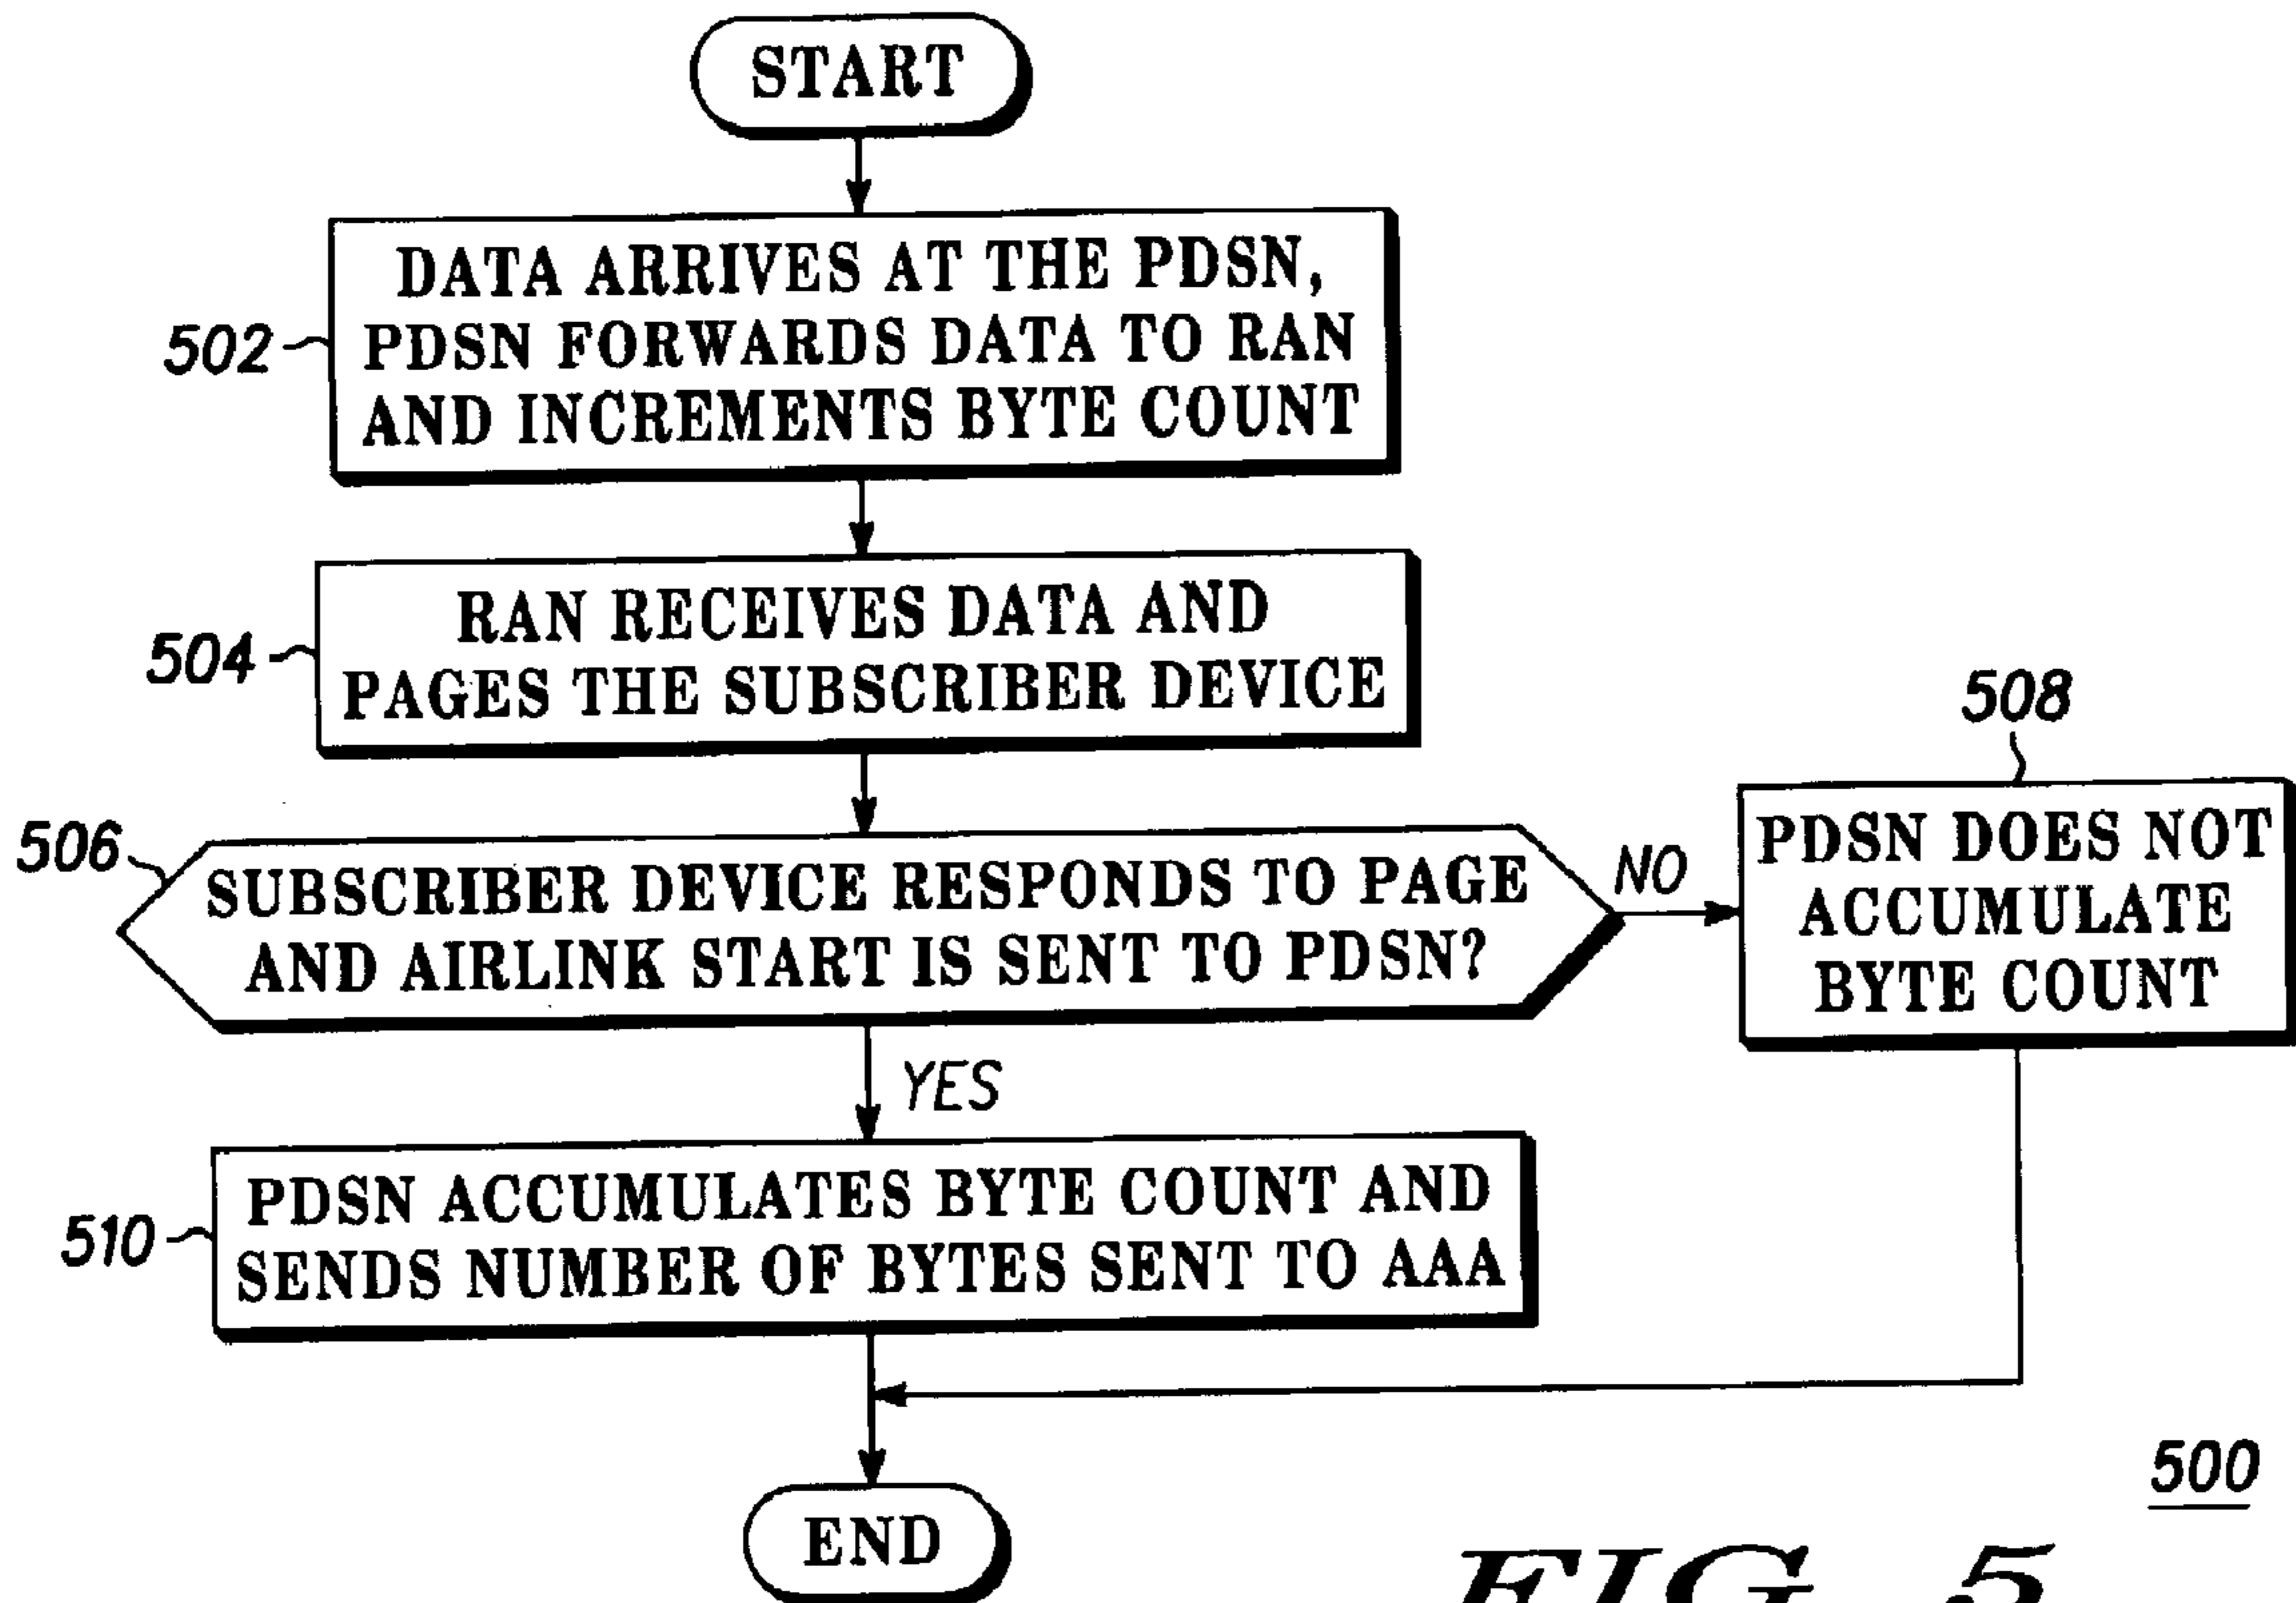 START
502
DATA ARRIVES AT THE PDSN,
PDSN FORWARDS DATA TO RAN
AND INCREMENTS BYTE COUNT
504
RAN RECEIVES DATA AND
PAGES THE SUBSCRIBER DEVICE
506
SUBSCRIBER DEVICE RESPONDS TO PAGE
AND AIRLINK START IS SENT TO PDSN?
NO
508
PDSN DOES NOT
ACCUMULATE
BYTE COUNT
YES
510
PDSN ACCUMULATES BYTE COUNT AND
SENDS NUMBER OF BYTES SENT TO AAA
END
500
FIG. 5